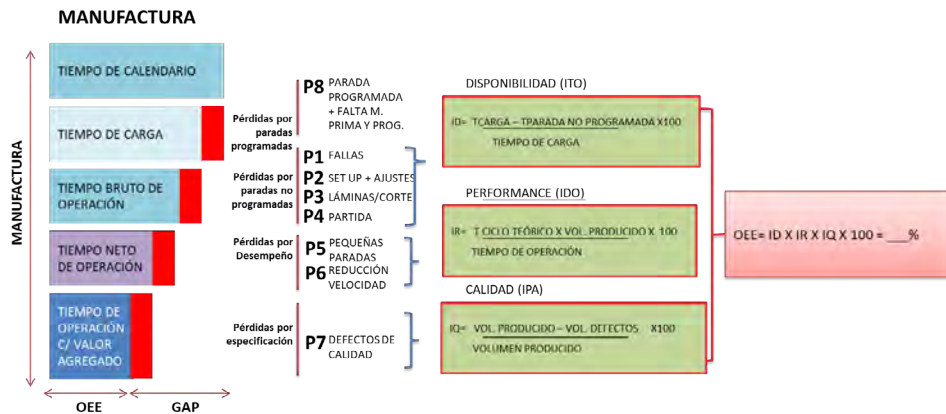 MANUFACTURA
MANUFACTURA
TIEMPO DE CALENDARIO
TIEMPO DE CARGA
TIEMPO BRUTO DE
OPERACIÓN
TIEMPO NETO
DE OPERACIÓN
TIEMPO DE
OPERACIÓN
C/ VALOR
AGREGADO
OEE
GAP
Pérdidas por
paradas
programadas
P8 PARADA
PROGRAMADA
+ FALTA M.
PRIMA Y PROG.
Pérdidas por
paradas no
programadas
P1 FALLAS
P2 SET UP + AJUSTES
P3 LÁMINAS/CORTE
P4 PARTIDA
Pérdidas por
Desempeño
P5 PEQUEÑAS
PARADAS
P6 REDUCCIÓN
VELOCIDAD
Pérdidas por
especificación
P7 DEFECTOS DE
CALIDAD
DISPONIBILIDAD (ITO)
ID= TCARGA – TPARADA NO PROGRAMADA X100
TIEMPO DE CARGA
PERFORMANCE (IDO)
IR= T CICLO TEÓRICO X VOL. PRODUCIDO X 100
TIEMPO DE OPERACIÓN
CALIDAD (IPA)
IQ= VOL. PRODUCIDO – VOL. DEFECTOS X100
VOLUMEN PRODUCIDO
OEE= ID X IR X IQ X 100 = ___%